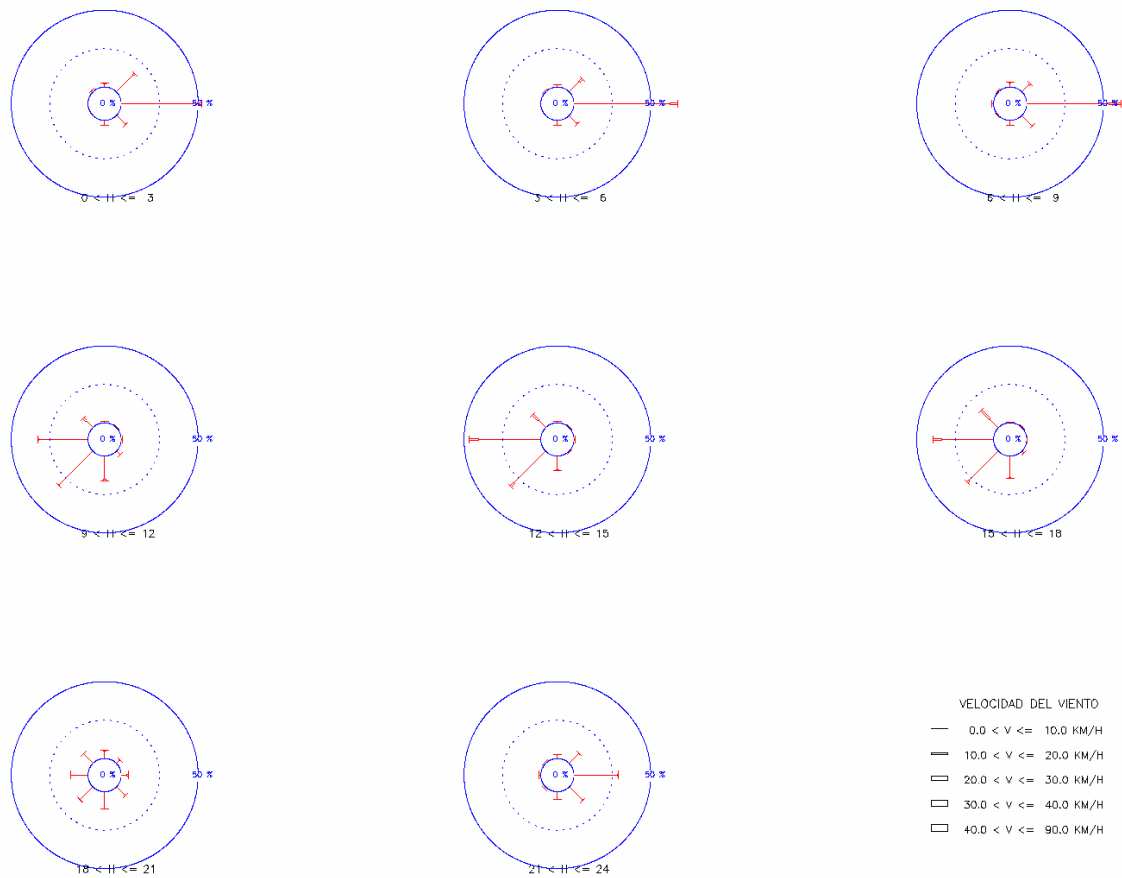 0 % 50 %
0 < H <= 3
0 % 50 %
3 < H <= 6
0 % 50 %
6 < H <= 9
0 % 50 %
9 < H <= 12
0 % 50 %
12 < H <= 15
0 % 50 %
15 < H <= 18
0 % 50 %
18 < H <= 21
0 % 50 %
21 < H <= 24
VELOCIDAD DEL VIENTO
0.0 < V <= 10.0 KM/H
10.0 < V <= 20.0 KM/H
20.0 < V <= 30.0 KM/H
30.0 < V <= 40.0 KM/H
40.0 < V <= 90.0 KM/H